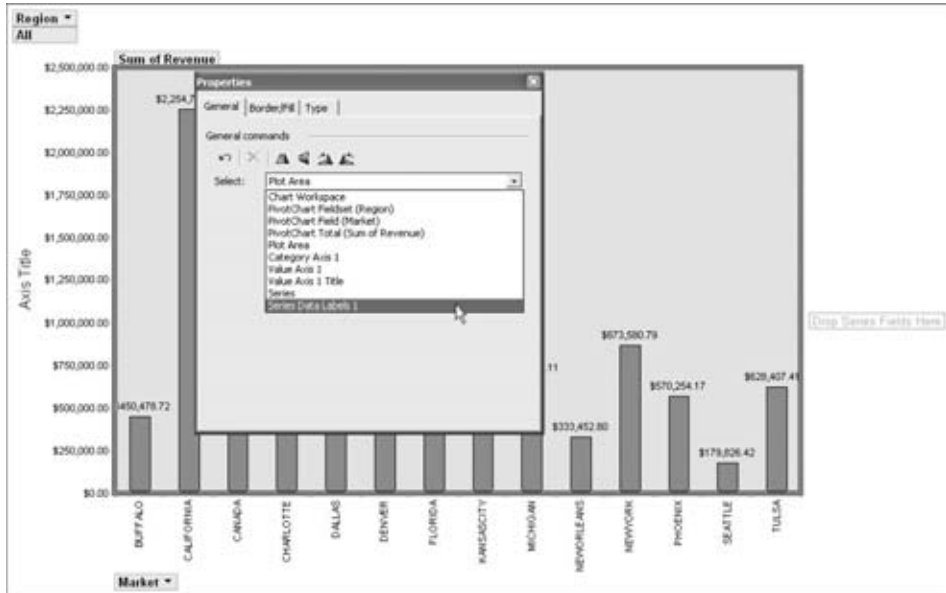 Region
All
Sum of Revenue
$2,500,000.00
$2,250,000.00
$2,000,000.00
$1,750,000.00
$1,500,000.00
$1,250,000.00
$1,000,000.00
$750,000.00
$500,000.00
$250,000.00
$0.00
Axis Title
Properties
General
Border/Fill
Type
General commands
Select:
Plot Area
Chart Workspace
PivotChart Fieldset (Region)
PivotChart Field (Market)
PivotChart Total (Sum of Revenue)
Plot Area
Category Axis 1
Value Axis 1
Value Axis 1 Title
Series
Series Data Labels 1
Drop Series Fields Here
.11
$333,452.80
$570,254.17
$179,826.42
$628,407.41
BUFFALO
CALIFORNIA
CANADA
CHARLOTTE
DALLAS
DENVER
FLORIDA
KANSASCITY
MICHIGAN
NEWORLEANS
NEWYORK
PHOENIX
SEATTLE
TULSA
Market